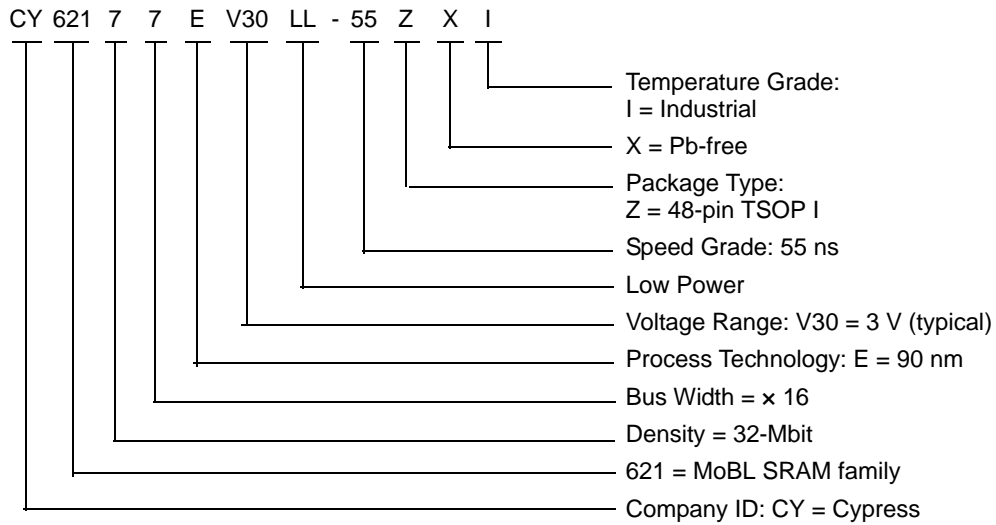 CY 621 7 7 E V30 LL - 55 Z X I
Temperature Grade:
I = Industrial
X = Pb-free
Package Type:
Z = 48-pin TSOP I
Speed Grade: 55 ns
Low Power
Voltage Range: V30 = 3 V (typical)
Process Technology: E = 90 nm
Bus Width = × 16
Density = 32-Mbit
621 = MoBL SRAM family
Company ID: CY = Cypress